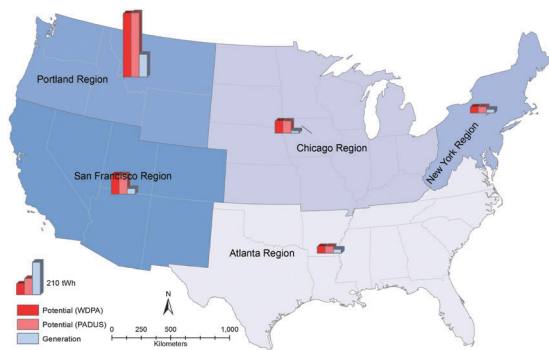 Portland Region
Chicago Region
New York Region
San Francisco Region
Atlanta Region
210 tWh
N
Potential (WDPA)
Potential (PADUS)
Generation
0 250 500 1,000
Kilometers